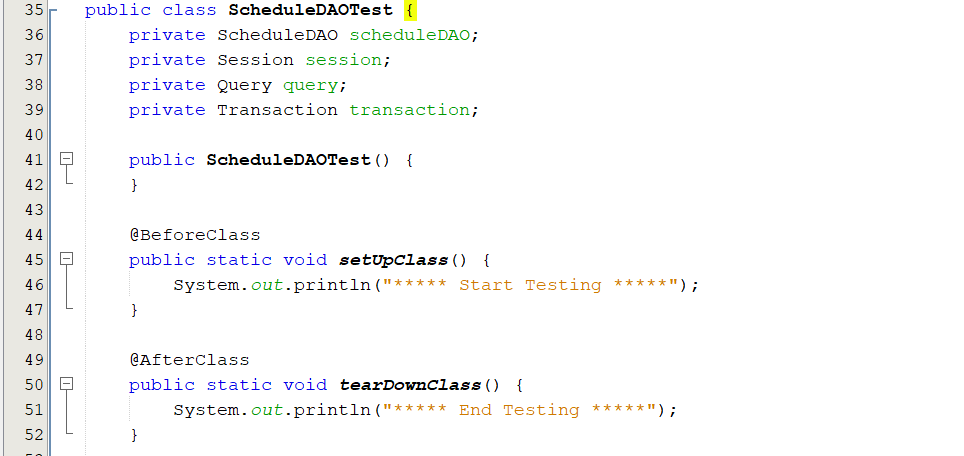 35 public class ScheduleDAOTest {
36     private ScheduleDAO scheduleDAO;
37     private Session session;
38     private Query query;
39     private Transaction transaction;
40
41     public ScheduleDAOTest() {
42     }
43
44     @BeforeClass
45     public static void setUpClass() {
46         System.out.println("***** Start Testing *****");
47     }
48
49     @AfterClass
50     public static void tearDownClass() {
51         System.out.println("***** End Testing *****");
52     }